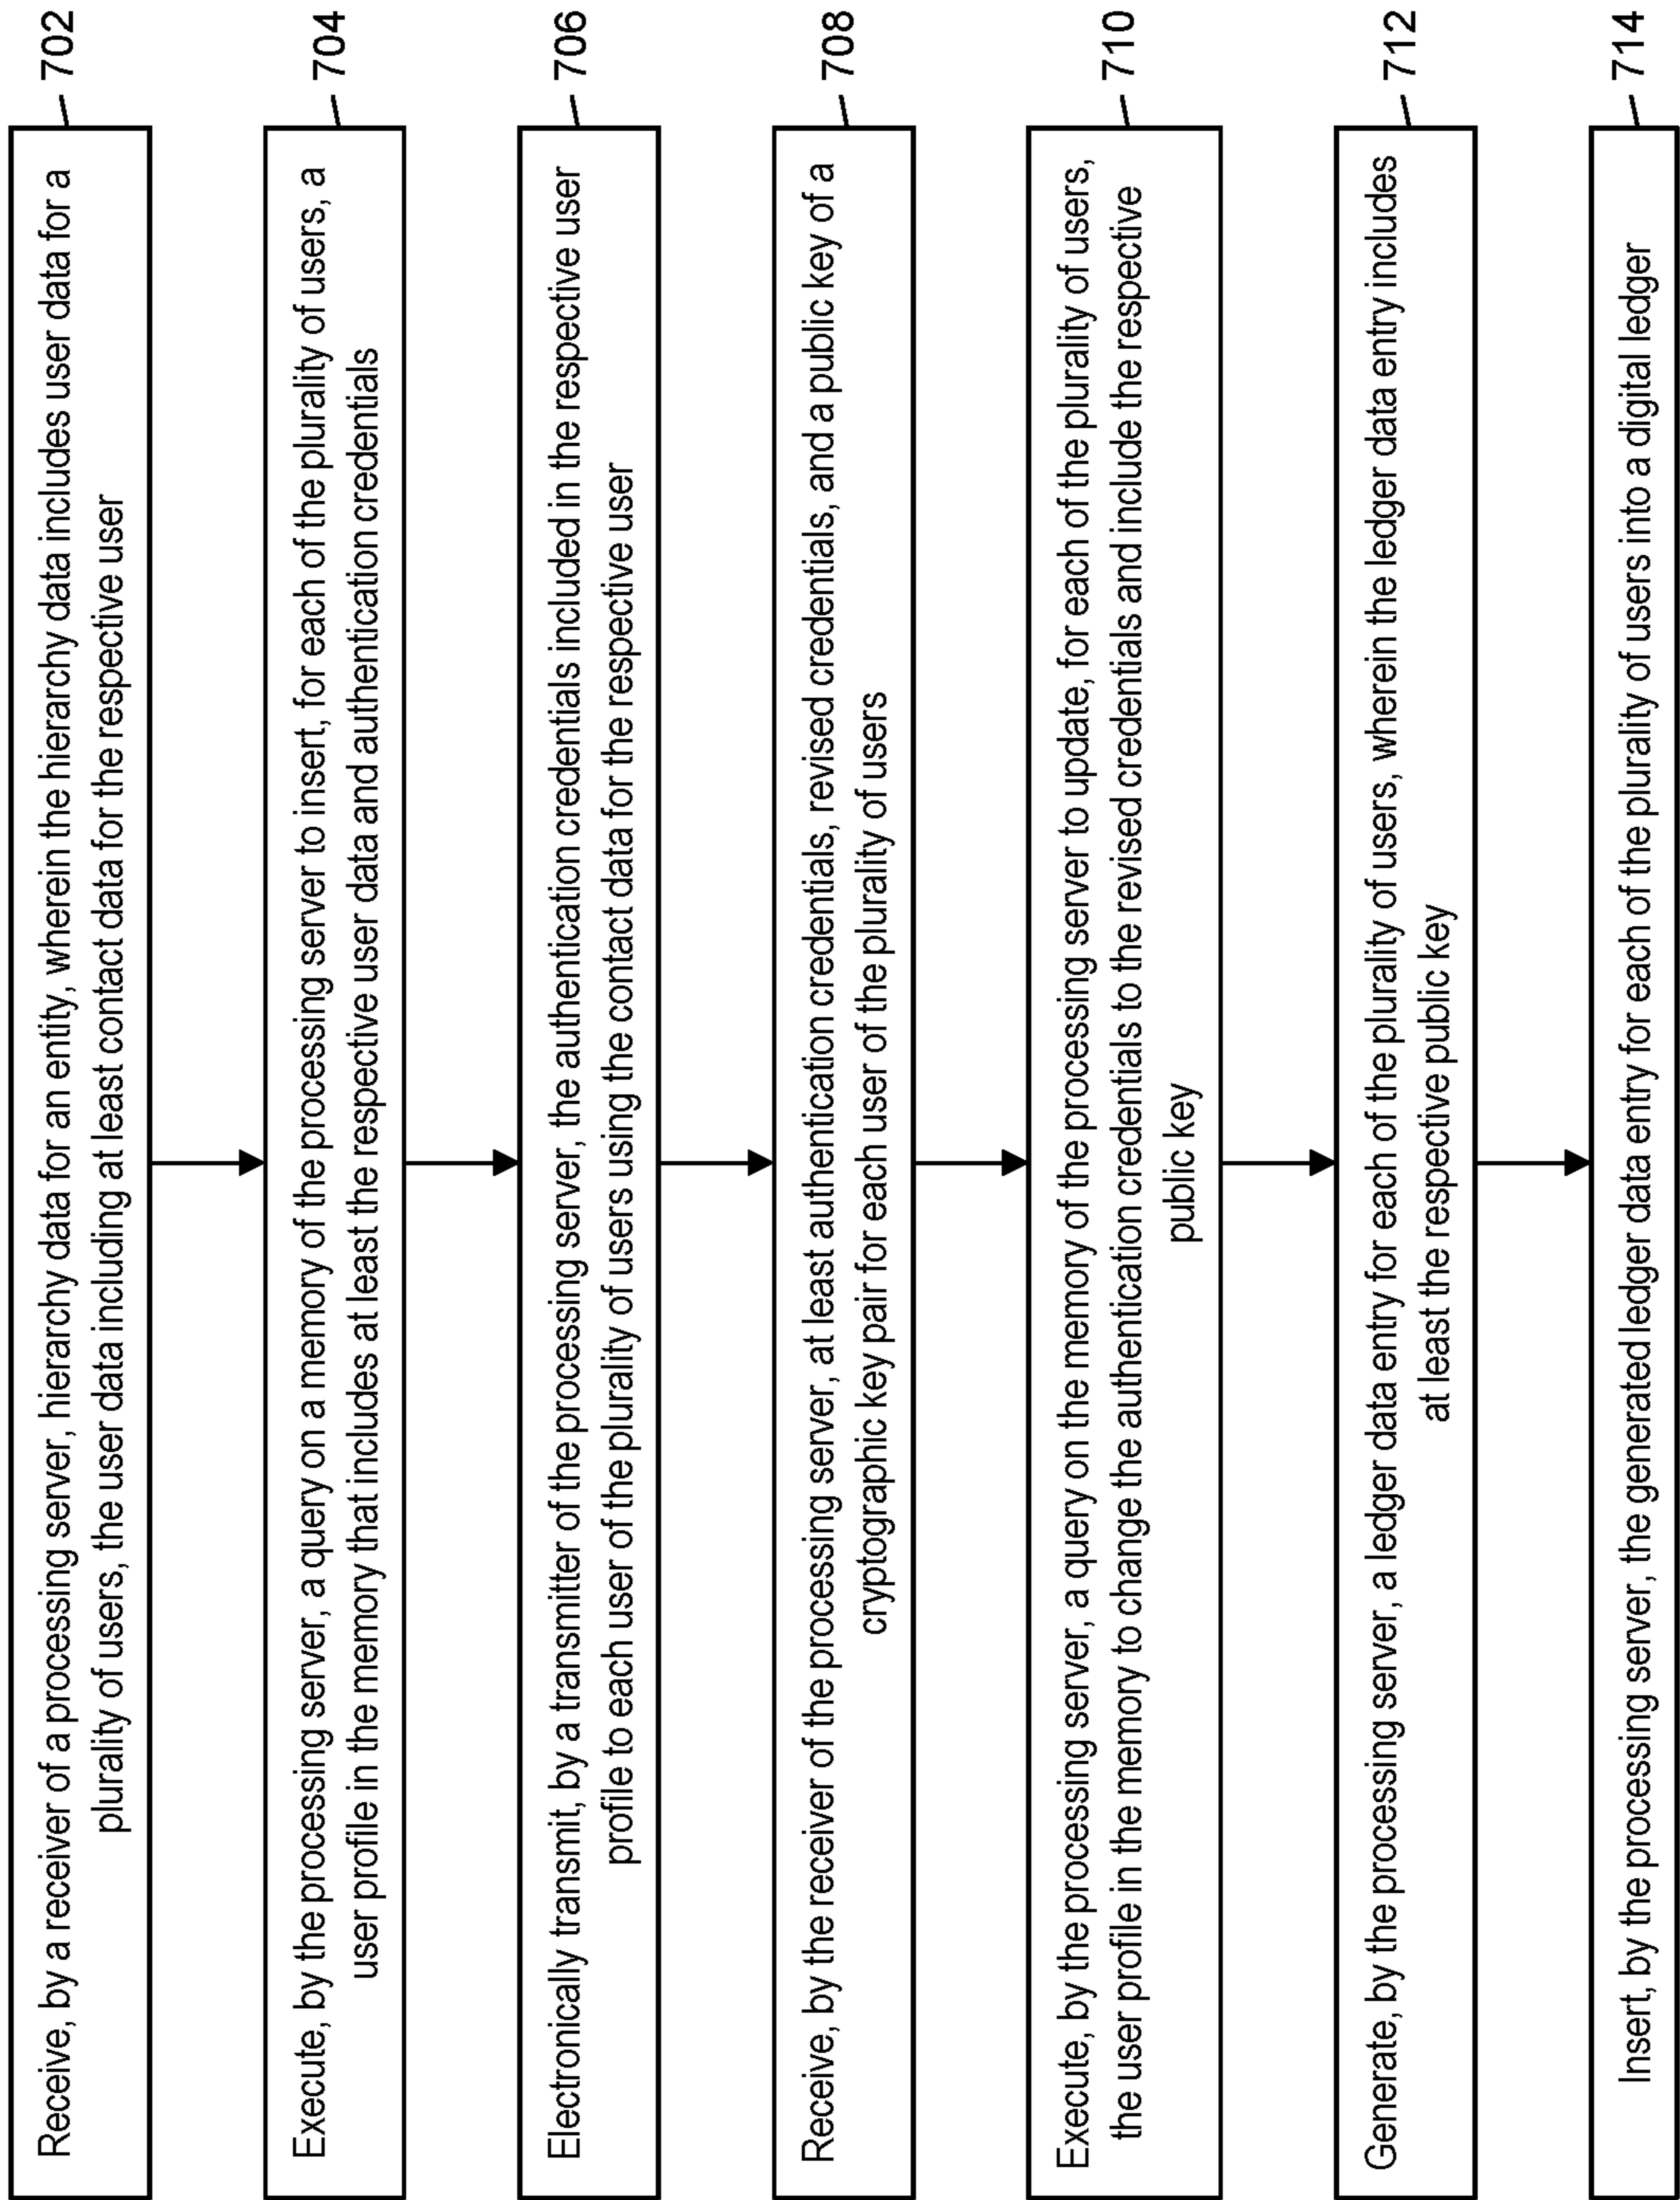 Receive, by a receiver of a processing server, hierarchy data for an entity, wherein the hierarchy data includes user data for a
plurality of users, the user data including at least contact data for the respective user
702
Execute, by the processing server, a query on a memory of the processing server to insert, for each of the plurality of users, a
user profile in the memory that includes at least the respective user data and authentication credentials
704
Electronically transmit, by a transmitter of the processing server, the authentication credentials included in the respective user
profile to each user of the plurality of users using the contact data for the respective user
706
Receive, by the receiver of the processing server, at least authentication credentials, revised credentials, and a public key of a
cryptographic key pair for each user of the plurality of users
708
Execute, by the processing server, a query on the memory of the processing server to update, for each of the plurality of users,
the user profile in the memory to change the authentication credentials to the revised credentials and include the respective
public key
710
Generate, by the processing server, a ledger data entry for each of the plurality of users, wherein the ledger data entry includes
at least the respective public key
712
Insert, by the processing server, the generated ledger data entry for each of the plurality of users into a digital ledger
714